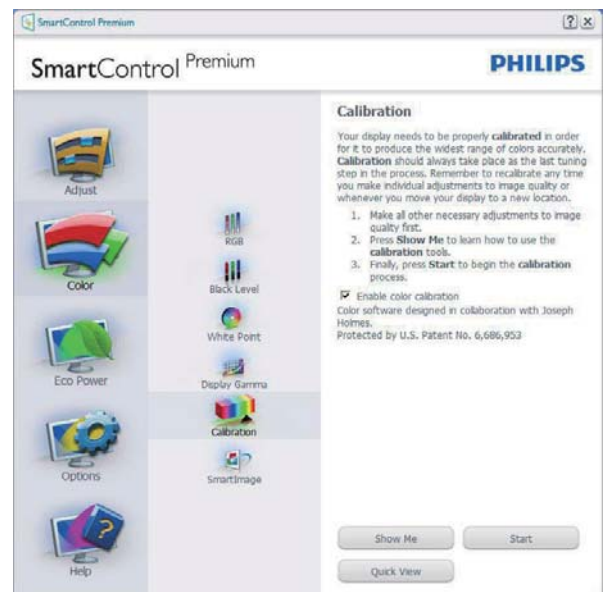 SmartControl Premium
SmartControl Premium
PHILIPS
Adjust
Color
Eco Power
Options
Help
RGB
Black Level
White Point
Display Gamma
Calibration
SmartImage
Calibration
Your display needs to be properly calibrated in order
for it to produce the widest range of colors accurately.
Calibration should always take place as the last tuning
step in the process. Remember to recalibrate any time
you make individual adjustments to image quality or
whenever you move your display to a new location.
1. Make all other necessary adjustments to image
quality first.
2. Press Show Me to learn how to use the
calibration tools.
3. Finally, press Start to begin the calibration
process.
Enable color calibration
Color software designed in collaboration with Joseph
Holmes.
Protected by U.S. Patent No. 6,686,953
Show Me
Start
Quick View